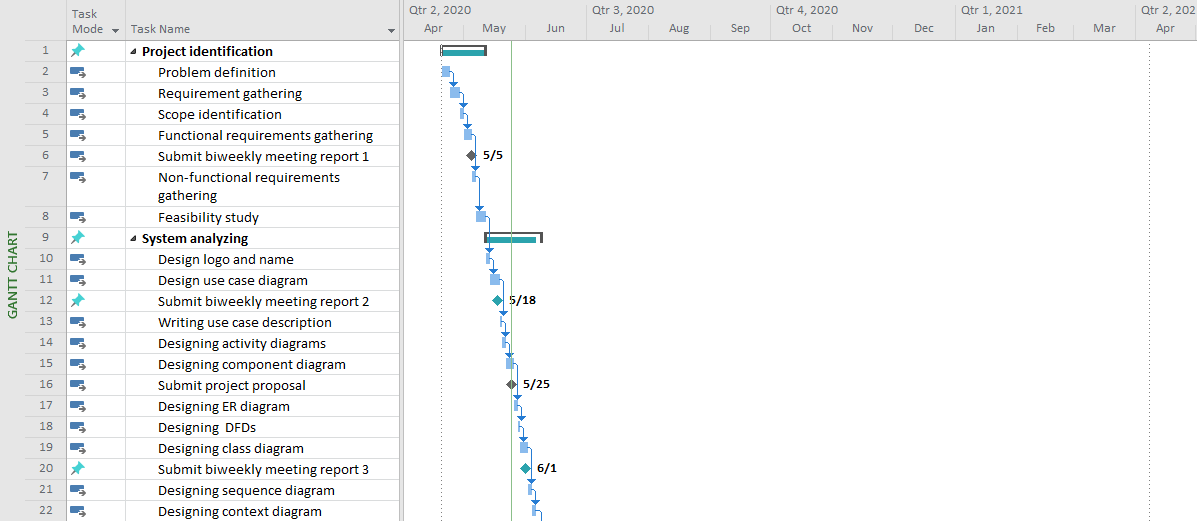 Qtr 2, 2020 Qtr 3, 2020 Qtr 4, 2020 Qtr 1, 2021 Qtr 2, 202
Task
Mode Task Name Apr May Jun Jul Aug Sep Oct Nov Dec Jan Feb Mar Apr
GANTT CHART
1 Project identification
2 Problem definition
3 Requirement gathering
4 Scope identification
5 Functional requirements gathering
6 Submit biweekly meeting report 1 5/5
7 Non-functional requirements
gathering
8 Feasibility study
9 System analyzing
10 Design logo and name
11 Design use case diagram
12 Submit biweekly meeting report 2 5/18
13 Writing use case description
14 Designing activity diagrams
15 Designing component diagram
16 Submit project proposal 5/25
17 Designing ER diagram
18 Designing  DFDs
19 Designing class diagram
20 Submit biweekly meeting report 3 6/1
21 Designing sequence diagram
22 Designing context diagram